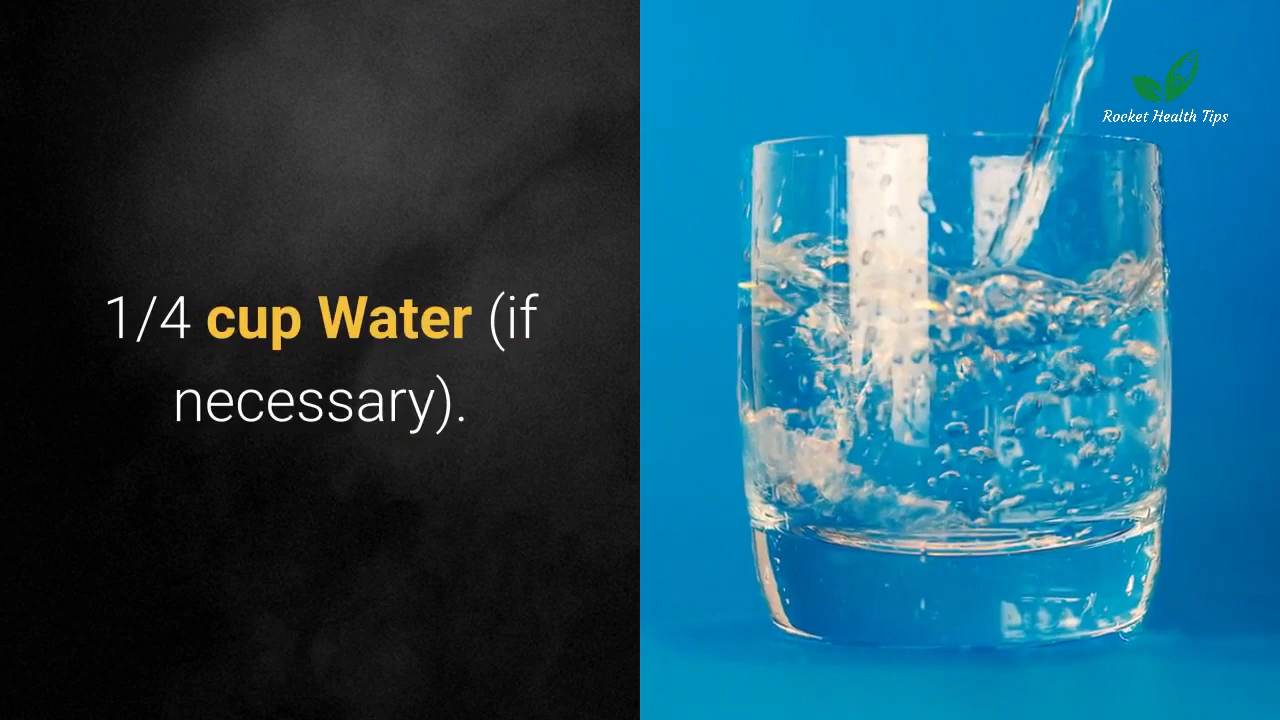 1/4 cup Water (if
necessary).
Rocket Health Tips